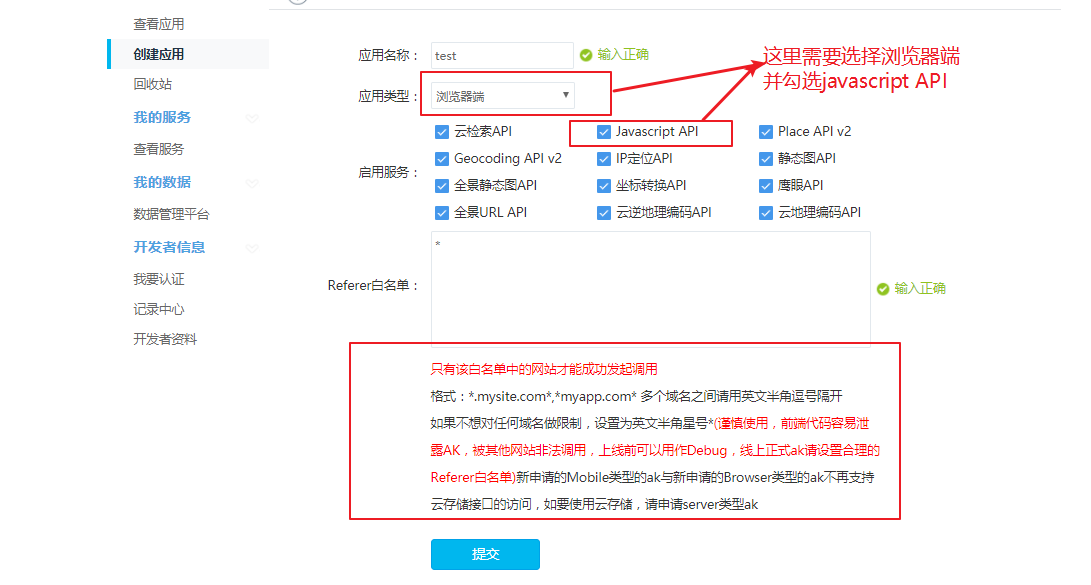 查看应用
创建应用
回收站
我的服务
查看服务
我的数据
数据管理平台
开发者信息
我要认证
记录中心
开发者资料
应用名称： test 输入正确
应用类型： 浏览器端
这里需要选择浏览器端
并勾选javascript API
启用服务：
云检索API Javascript API Place API v2
Geocoding API v2 IP定位API 静态图API
全景静态图API 坐标转换API 鹰眼API
全景URL API 云逆地理编码API 云地理编码API
*
Referer白名单： 输入正确
只有该白名单中的网站才能成功发起调用
格式：*.mysite.com*,*myapp.com* 多个域名之间请用英文半角逗号隔开
如果不想对任何域名做限制，设置为英文半角星号*(谨慎使用，前端代码容易泄
露AK，被其他网站非法调用，上线前可以用作Debug，线上正式ak请设置合理的
Referer白名单)新申请的Mobile类型的ak与新申请的Browser类型的ak不再支持
云存储接口的访问，如要使用云存储，请申请server类型ak
提交